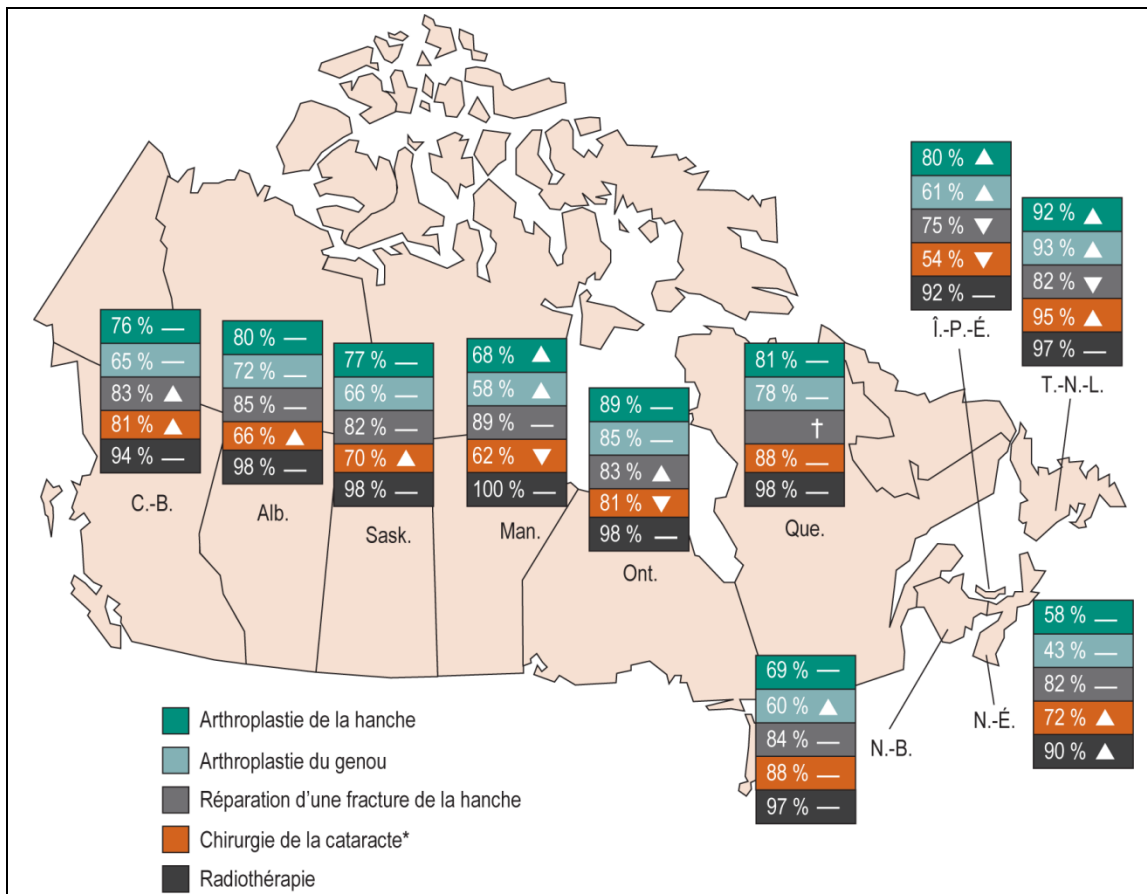 80 % ▲
61 % ▲
75 % ▼
54 % ▼
92 % —
Î.-P.-É.
92 % ▲
93 % ▲
82 % ▼
95 % ▲
97 % —
T.-N.-L.
76 % —
65 % —
83 % ▲
81 % ▲
94 % —
C.-B.
80 % —
72 % —
85 % —
66 % ▲
98 % —
Alb.
77 % —
66 % —
82 % —
70 % ▲
98 % —
Sask.
68 % ▲
58 % ▲
89 % —
62 % ▼
100 % —
Man.
89 % —
85 % —
83 % ▲
81 % ▼
98 % —
Ont.
81 % —
78 % —
†
88 % —
98 % —
Que.
69 % —
60 % ▲
84 % —
88 % —
97 % —
N.-B.
58 % —
43 % —
82 % —
72 % ▲
90 % ▲
N.-É.
Arthroplastie de la hanche
Arthroplastie du genou
Réparation d'une fracture de la hanche
Chirurgie de la cataracte*
Radiothérapie